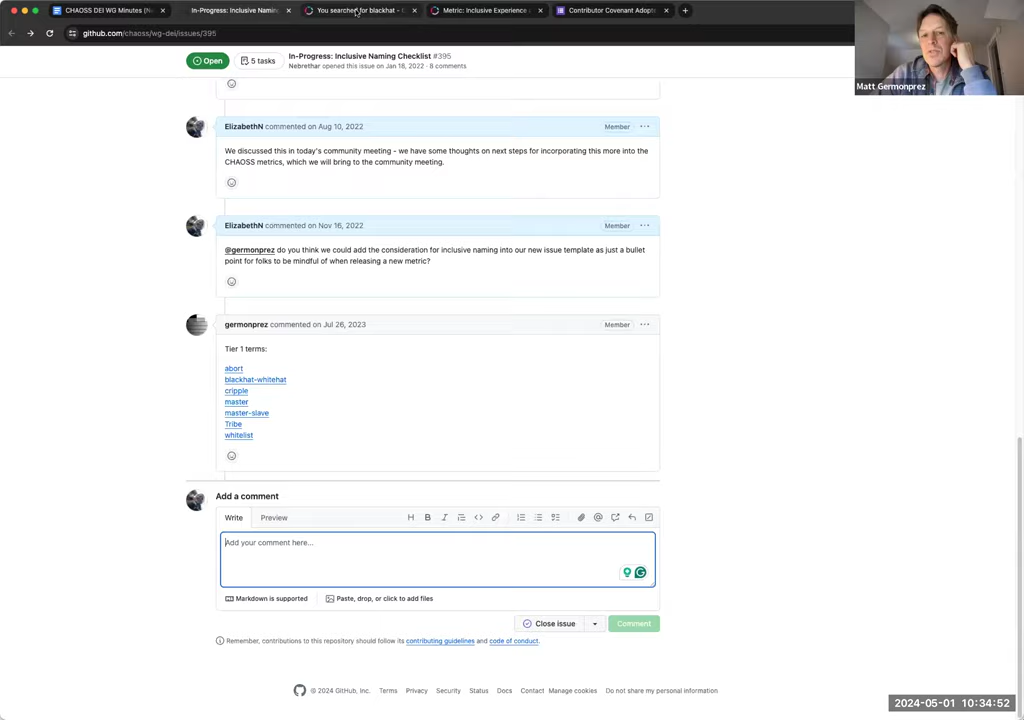 CHAOSS DEI WG Minutes (N
In-Progress: Inclusive Naming
You searched for blackhat -
Metric: Inclusive Experience
Contributor Covenant Adopt
github.com/chaoss/wg-dei/issues/395
Matt Germonprez
Open
5 tasks
In-Progress: Inclusive Naming Checklist #395
Nebrethar opened this issue on Jan 18, 2022 · 8 comments
ElizabethN commented on Aug 10, 2022
Member
We discussed this in today's community meeting - we have some thoughts on next steps for incorporating this more into the
CHAOSS metrics, which we will bring to the community meeting.
ElizabethN commented on Nov 16, 2022
Member
@germonprez do you think we could add the consideration for inclusive naming into our new issue template as just a bullet
point for folks to be mindful of when releasing a new metric?
germonprez commented on Jul 26, 2023
Member
Tier 1 terms:
abort
blackhat-whitehat
cripple
master
master-slave
Tribe
whitelist
Add a comment
Write
Preview
Add your comment here...
Markdown is supported
Paste, drop, or click to add files
Close issue
Comment
Remember, contributions to this repository should follow its contributing guidelines and code of conduct.
© 2024 GitHub, Inc.
Terms
Privacy
Security
Status
Docs
Contact
Manage cookies
Do not share my personal information
2024-05-01 10:34:52